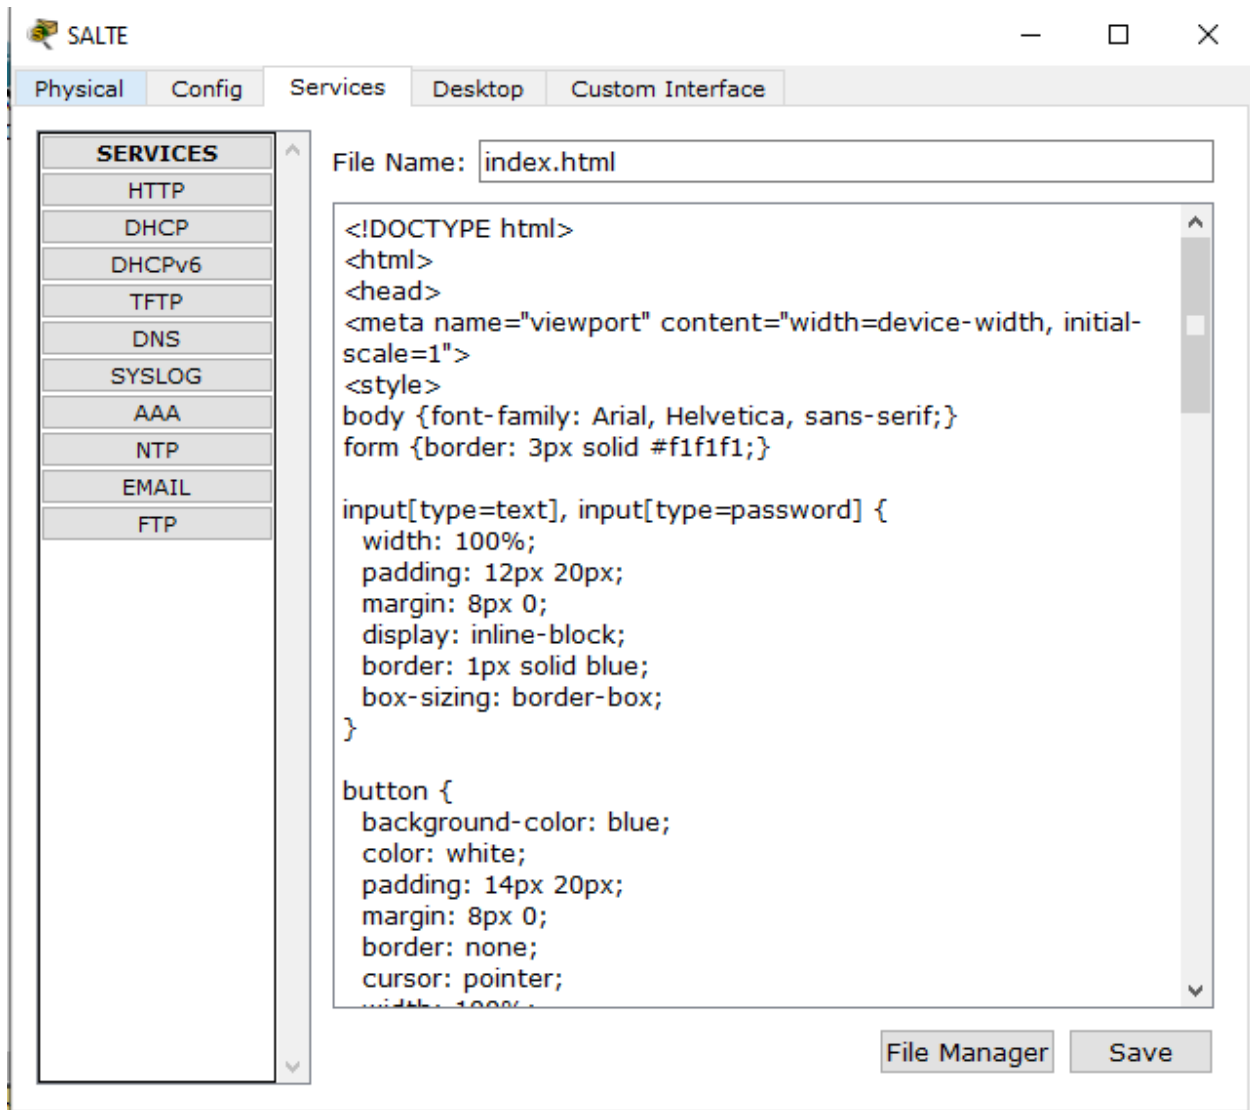 SALTE
Physical Config Services Desktop Custom Interface
SERVICES
HTTP
DHCP
DHCPv6
TFTP
DNS
SYSLOG
AAA
NTP
EMAIL
FTP
File Name: index.html
<!DOCTYPE html>
<html>
<head>
<meta name="viewport" content="width=device-width, initial-
scale=1">
<style>
body {font-family: Arial, Helvetica, sans-serif;}
form {border: 3px solid #f1f1f1;}
input[type=text], input[type=password] {
width: 100%;
padding: 12px 20px;
margin: 8px 0;
display: inline-block;
border: 1px solid blue;
box-sizing: border-box;
}
button {
background-color: blue;
color: white;
padding: 14px 20px;
margin: 8px 0;
border: none;
cursor: pointer;
width: 100%;
File Manager Save